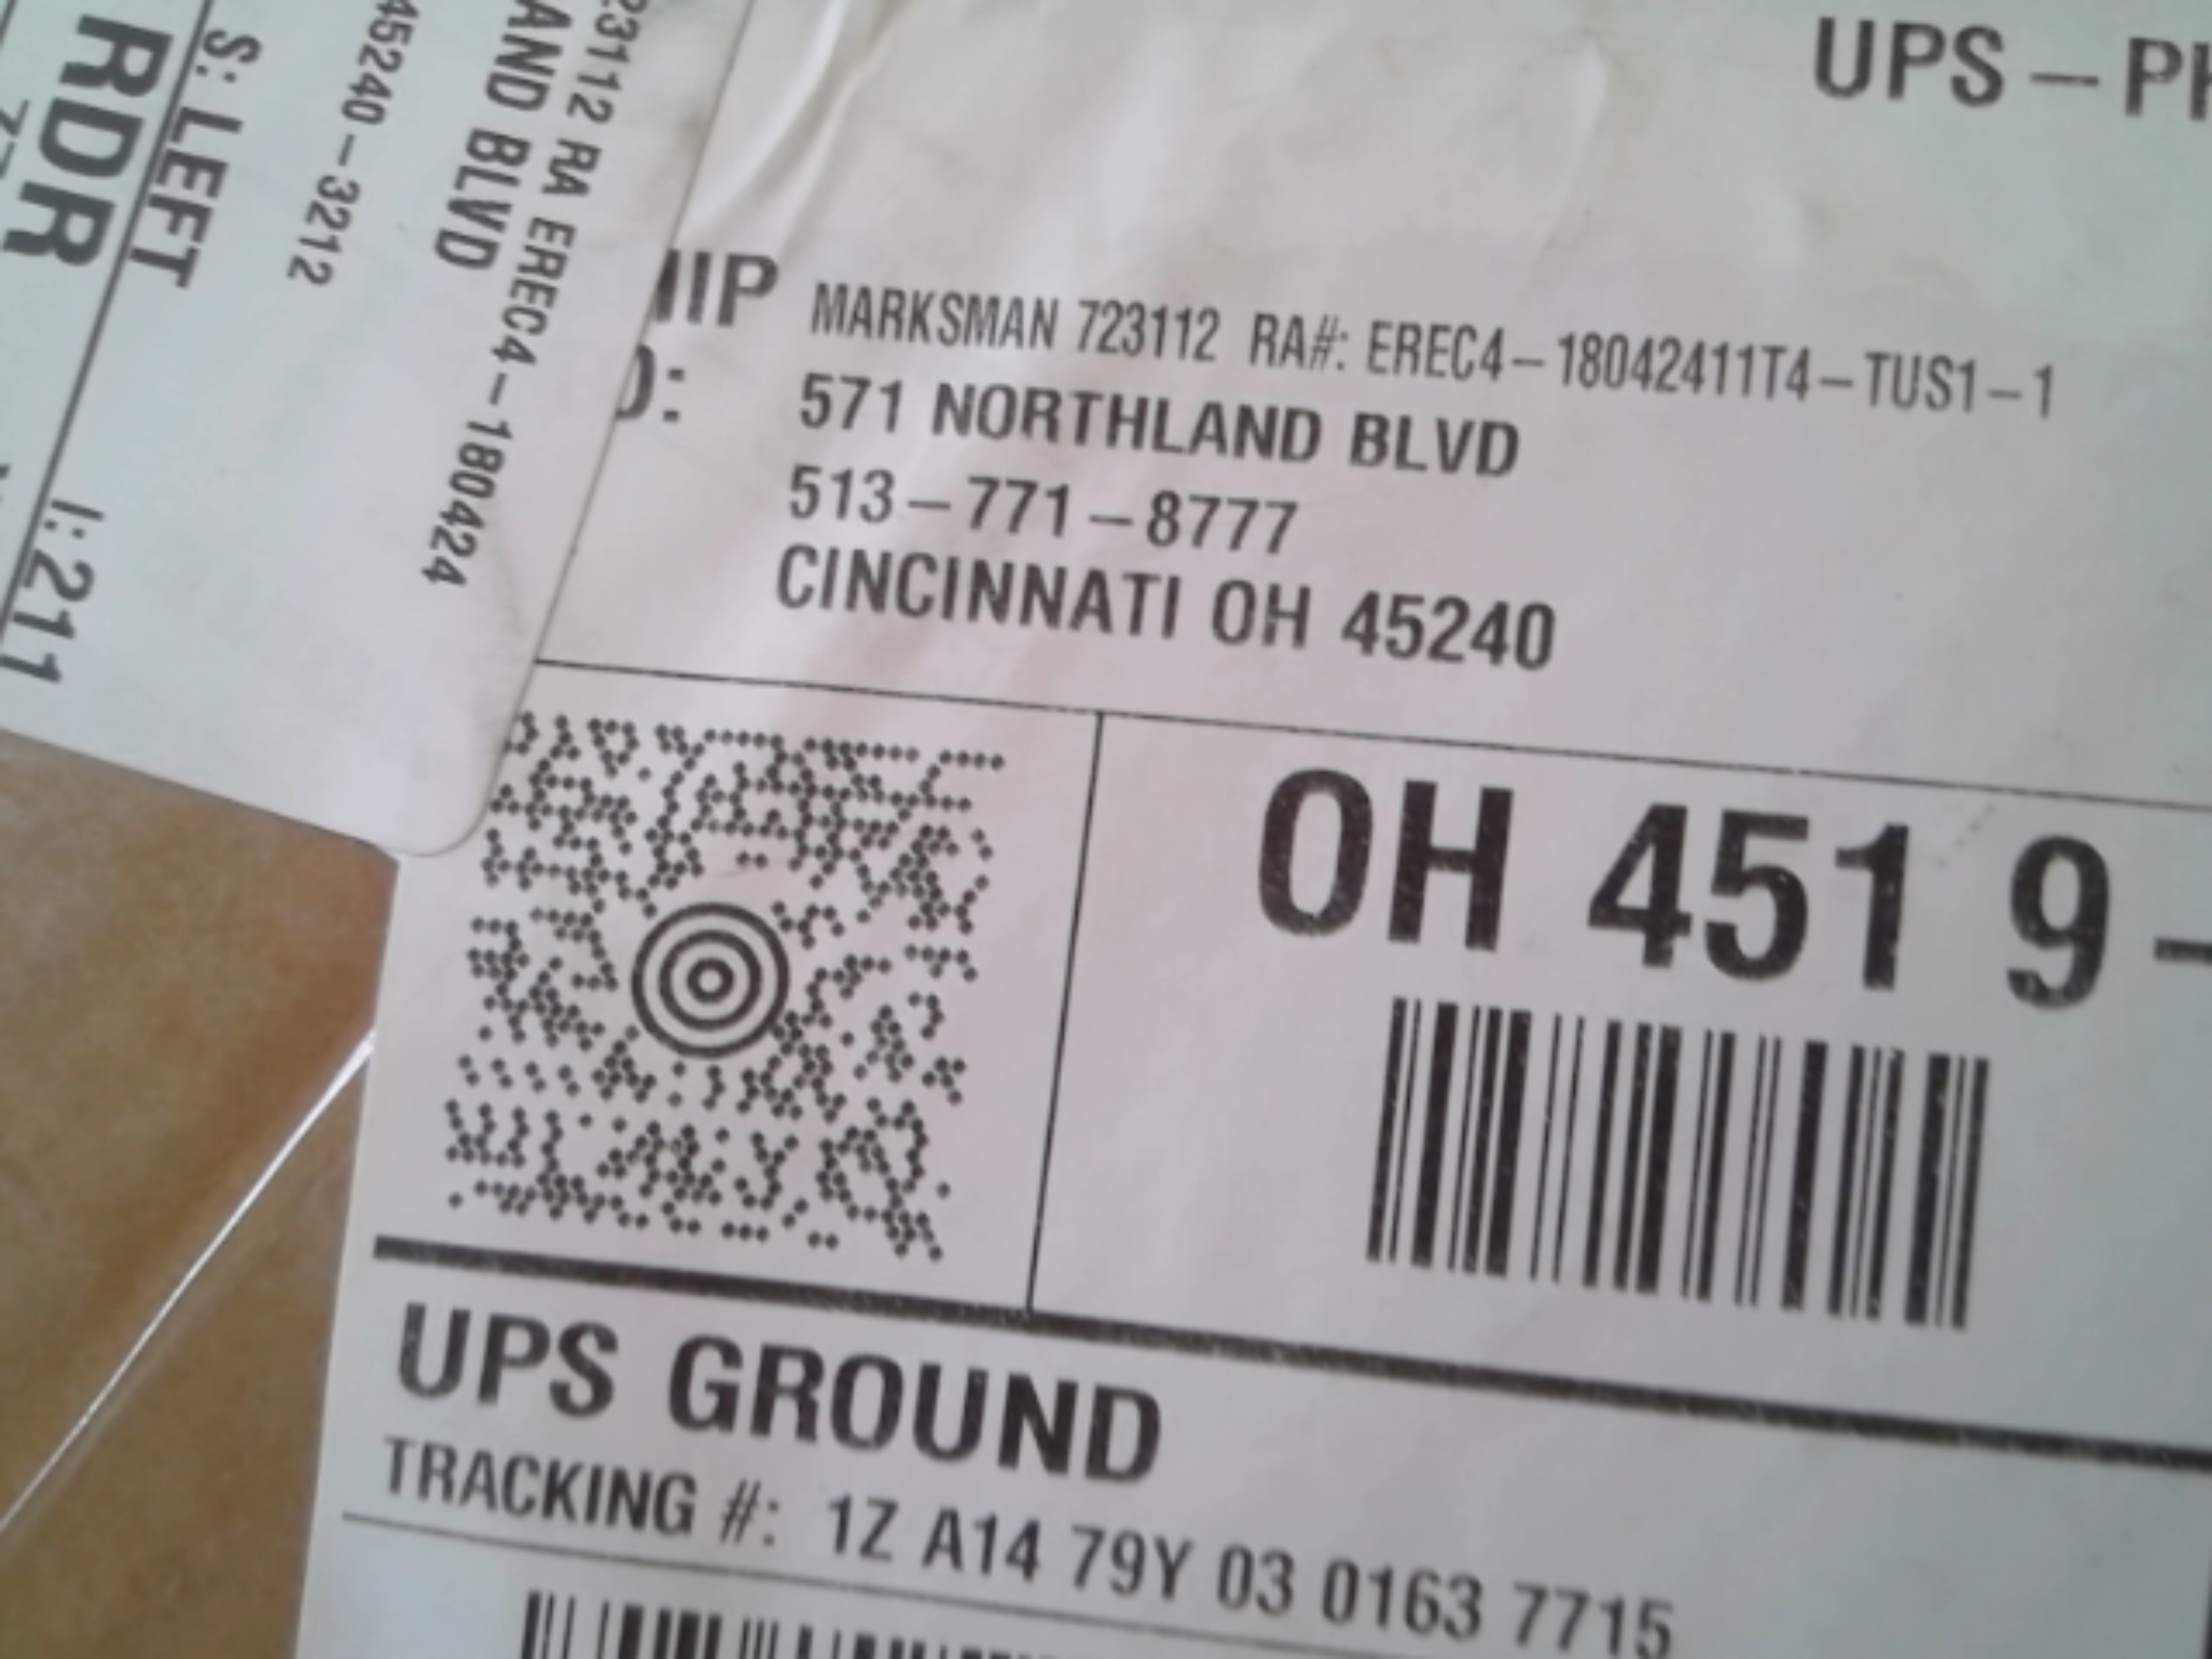 UPS –
MARKSMAN 723112 RA#: EREC4–18042411T4–TUS1–1
571 NORTHLAND BLVD
513–771–8777
CINCINNATI OH 45240
OH 451 9–
UPS GROUND
TRACKING #: 1Z A14 79Y 03 0163 7715
23112 RA EREC4–180424
AND BLVD
45240–3212
S: LEFT
I: 211
RDR